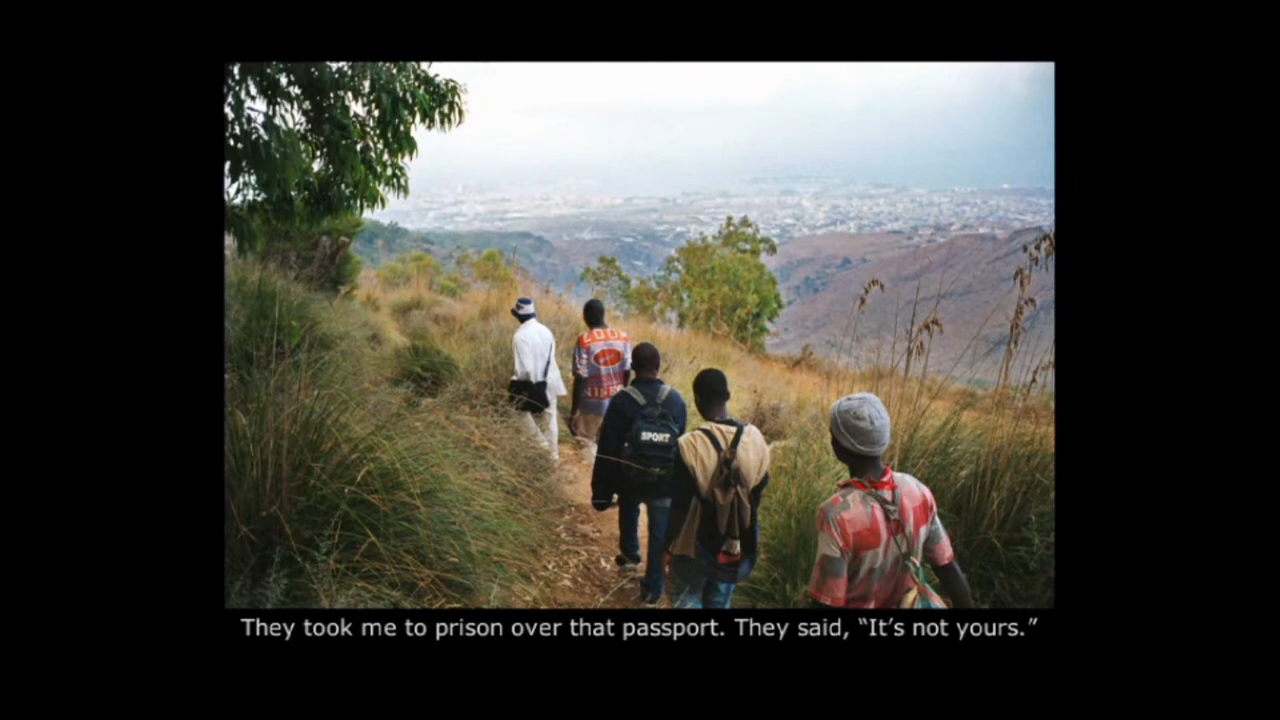 SPORT
They took me to prison over that passport. They said, “It’s not yours.”